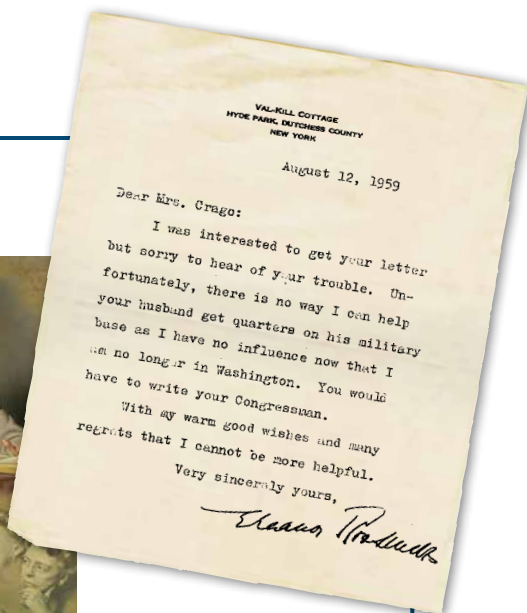 VAL-KILL COTTAGE
HYDE PARK, DUTCHESS COUNTY
NEW YORK
August 12, 1959
Dear Mrs. Crago:
I was interested to get your letter
but sorry to hear of your trouble. Un-
fortunately, there is no way I can help
your husband get quarters on his military
base as I have no influence now that I
am no longer in Washington. You would
have to write your Congressman.
With my warm good wishes and many
regrets that I cannot be more helpful.
Very sincerely yours,
Eleanor Roosevelt